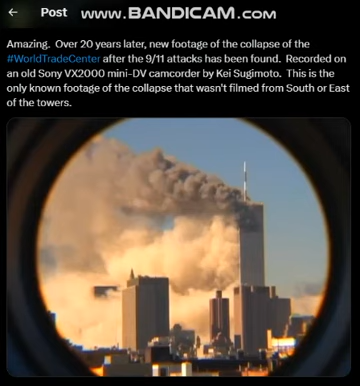 ← Post www.BANDICAM.com
Amazing.  Over 20 years later, new footage of the collapse of the
#WorldTradeCenter after the 9/11 attacks has been found.  Recorded on
an old Sony VX2000 mini-DV camcorder by Kei Sugimoto.  This is the
only known footage of the collapse that wasn't filmed from South or East
of the towers.